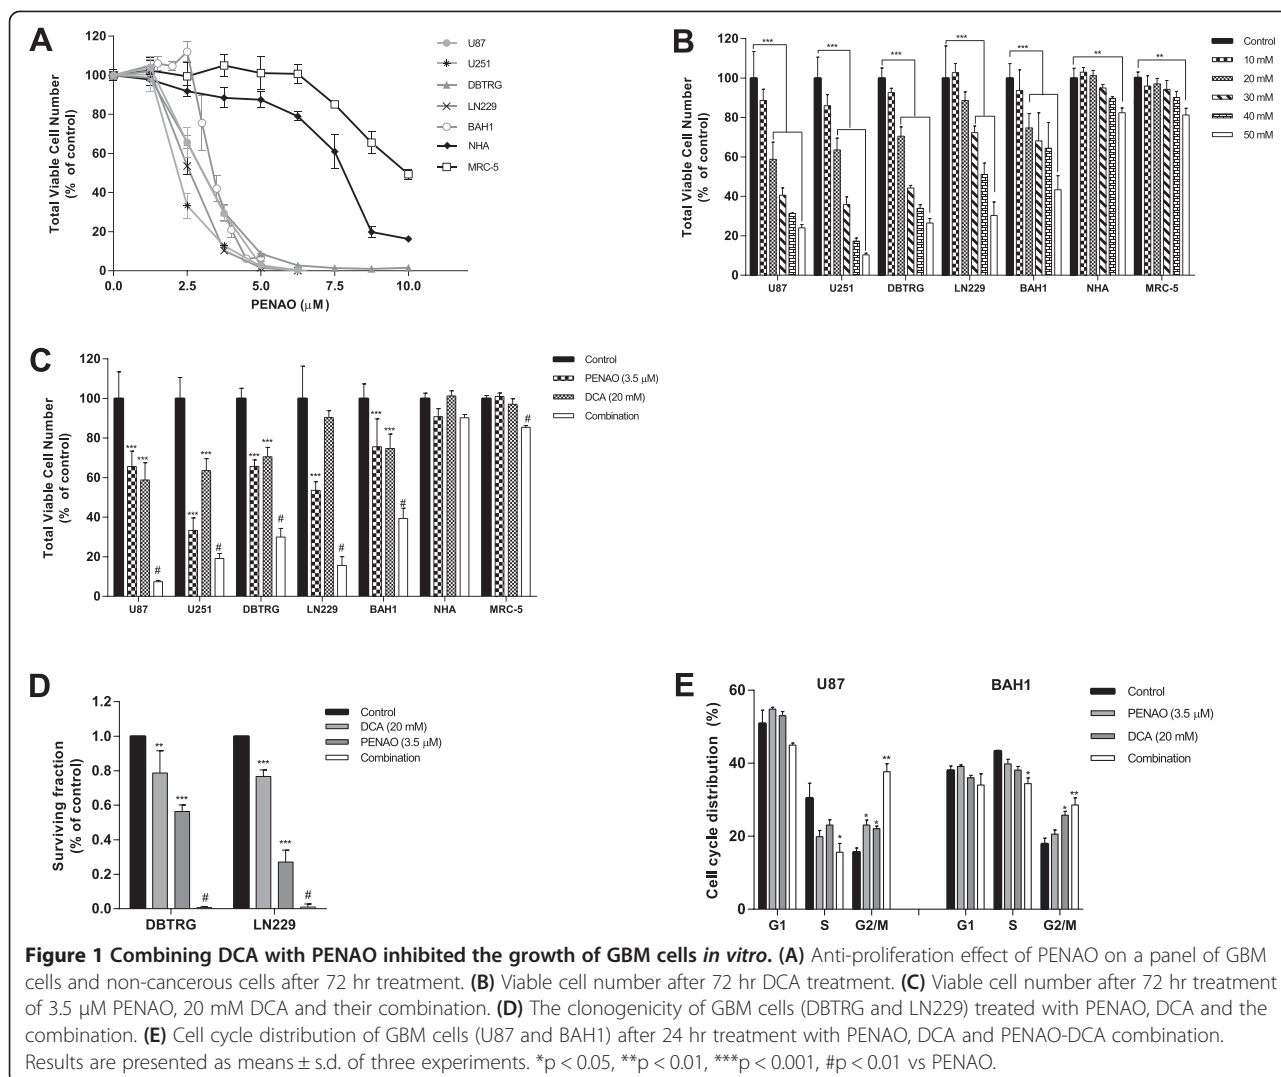 A
Total Viable Cell Number
(% of control)
120
100
80
60
40
20
0
0.0 2.5 5.0 7.5 10.0
PENAO (μM)
U87
U251
DBTRG
LN229
BAH1
NHA
MRC-5
B
Total Viable Cell Number
(% of control)
120
100
80
60
40
20
0
*** *** *** *** *** ** **
U87 U251 DBTRG LN229 BAH1 NHA MRC-5
Control
10 mM
20 mM
30 mM
40 mM
50 mM
C
Total Viable Cell Number
(% of control)
120
100
80
60
40
20
0
*** *** # *** *** # *** *** # *** # *** *** # #
U87 U251 DBTRG LN229 BAH1 NHA MRC-5
Control
PENAO (3.5 μM)
DCA (20 mM)
Combination
D
Surviving fraction
(% of control)
1.2
1.0
0.8
0.6
0.4
0.2
0.0
** *** # *** *** #
DBTRG LN229
Control
DCA (20 mM)
PENAO (3.5 μM)
Combination
E
U87 BAH1
Cell cycle distribution (%)
60
40
20
0
* * * ** * * **
G1 S G2/M G1 S G2/M
Control
PENAO (3.5 μM)
DCA (20 mM)
Combination
Figure 1 Combining DCA with PENAO inhibited the growth of GBM cells in vitro. (A) Anti-proliferation effect of PENAO on a panel of GBM
cells and non-cancerous cells after 72 hr treatment. (B) Viable cell number after 72 hr DCA treatment. (C) Viable cell number after 72 hr treatment
of 3.5 μM PENAO, 20 mM DCA and their combination. (D) The clonogenicity of GBM cells (DBTRG and LN229) treated with PENAO, DCA and the
combination. (E) Cell cycle distribution of GBM cells (U87 and BAH1) after 24 hr treatment with PENAO, DCA and PENAO-DCA combination.
Results are presented as means ± s.d. of three experiments. *p < 0.05, **p < 0.01, ***p < 0.001, #p < 0.01 vs PENAO.